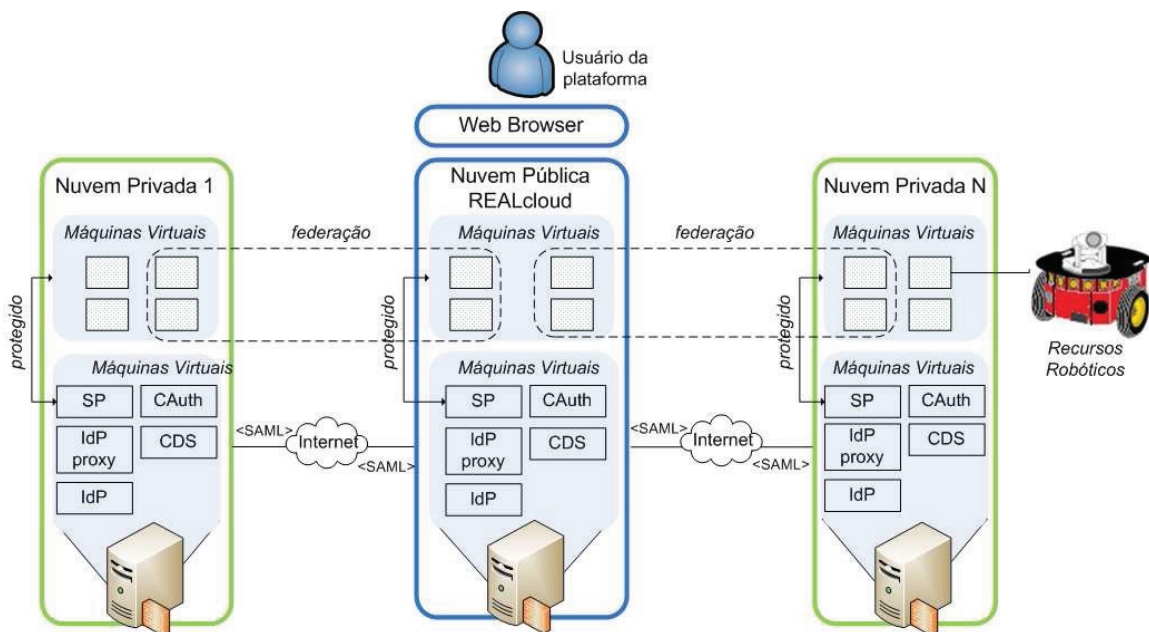 Usuário da
plataforma
Web Browser
Nuvem Privada 1
Máquinas Virtuais
protegido
Máquinas Virtuais
SP
CAuth
IdP
proxy
CDS
IdP
federação
<SAML>
Internet
<SAML>
Nuvem Pública
REALcloud
Máquinas Virtuais
protegido
Máquinas Virtuais
SP
CAuth
IdP
proxy
CDS
IdP
federação
<SAML>
Internet
<SAML>
Nuvem Privada N
Máquinas Virtuais
protegido
Máquinas Virtuais
SP
CAuth
IdP
proxy
CDS
IdP
Recursos
Robóticos